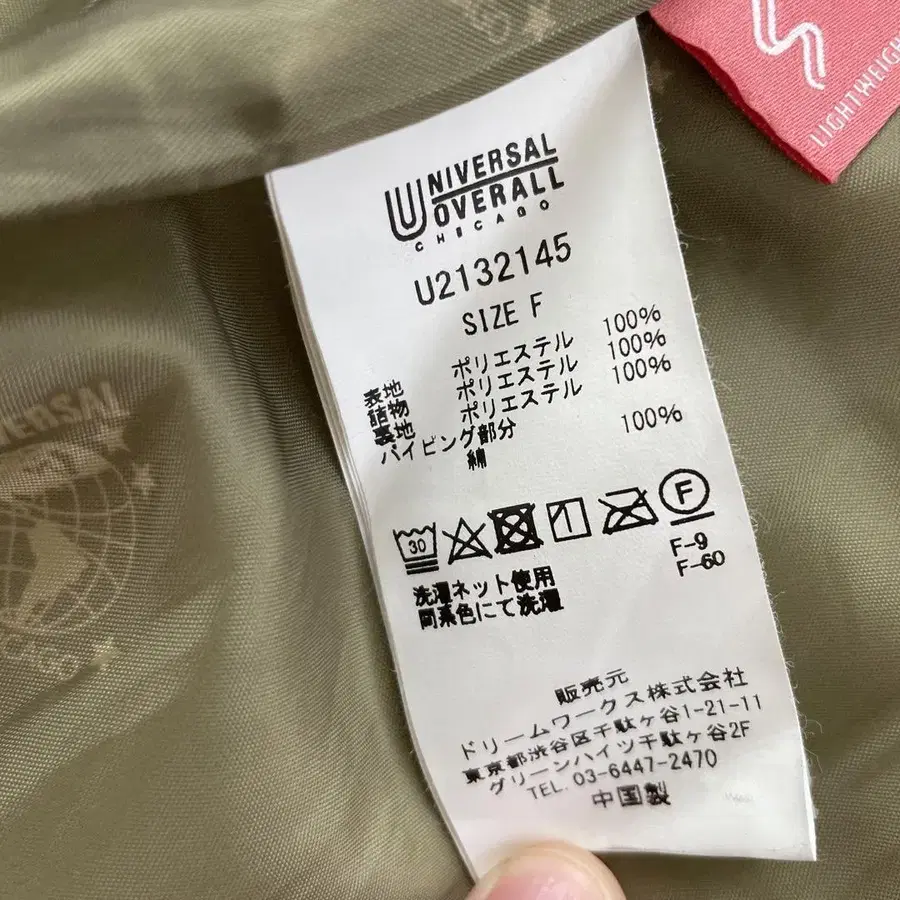 LIGHTWEIGH
UNIVERSAL
OVERALL
CHICAGO
U2132145
SIZE F
表地 ポリエステル 100%
詰物 ポリエステル 100%
裏地 ポリエステル 100%
パイピング部分
綿 100%
30
F
F-9
F-60
洗濯ネット使用
同系色にて洗濯
販売元
ドリームワークス株式会社
東京都渋谷区千駄ヶ谷1-21-11
グリーンハイツ千駄ヶ谷2F
TEL. 03-6447-2470
中国製
VERSAL